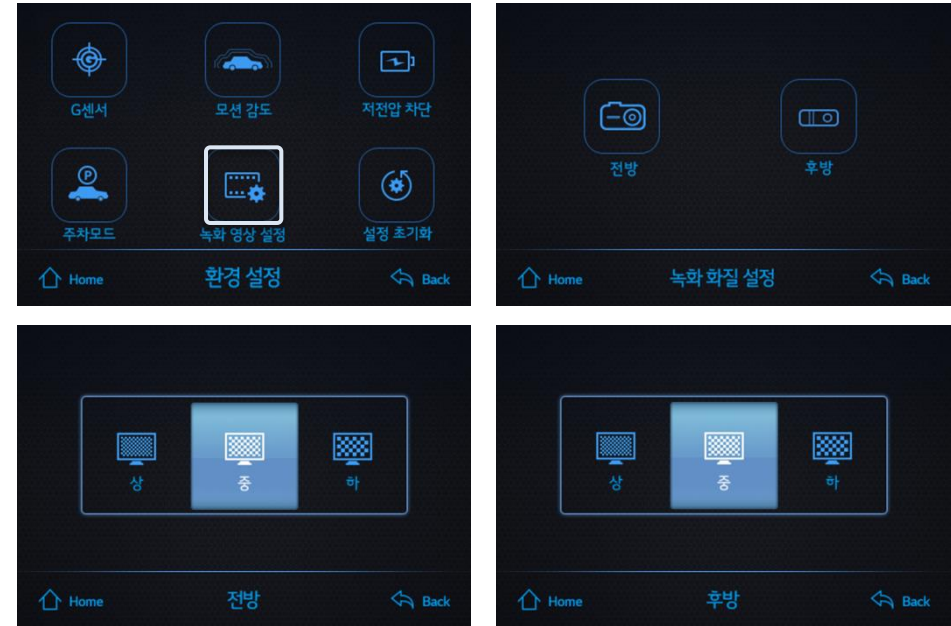 G센서 모션 감도 저전압 차단
P
주차모드 녹화 영상 설정 설정 초기화
Home 환경 설정 Back
전방 후방
Home 녹화 화질 설정 Back
상 중 하
Home 전방 Back
상 중 하
Home 후방 Back